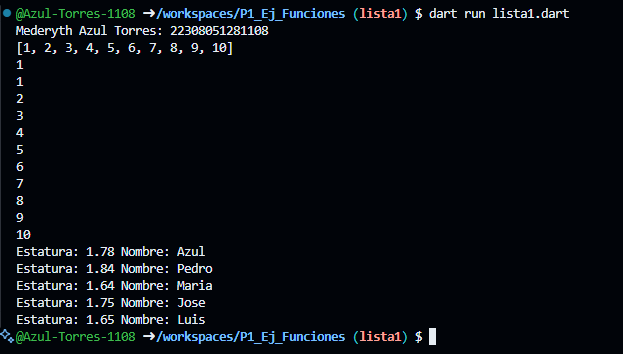 @Azul-Torres-1108 ➜/workspaces/P1_Ej_Funciones (lista1) $ dart run lista1.dart
Mederyth Azul Torres: 22308051281108
[1, 2, 3, 4, 5, 6, 7, 8, 9, 10]
1
1
2
3
4
5
6
7
8
9
10
Estatura: 1.78 Nombre: Azul
Estatura: 1.84 Nombre: Pedro
Estatura: 1.64 Nombre: Maria
Estatura: 1.75 Nombre: Jose
Estatura: 1.65 Nombre: Luis
@Azul-Torres-1108 ➜/workspaces/P1_Ej_Funciones (lista1) $